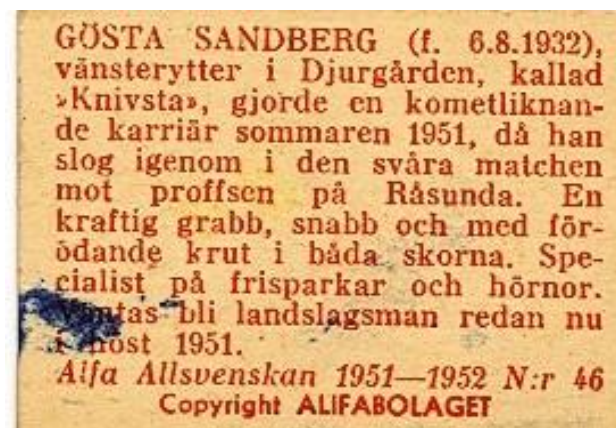 GÖSTA SANDBERG (f. 6.8.1932),
vänsterytter i Djurgården, kallad
»Knivsta», gjorde en kometliknan-
de karriär sommaren 1951, då han
slog igenom i den svåra matchen
mot proffsen på Råsunda. En
kraftig grabb, snabb och med för-
ödande krut i båda skorna. Spe-
cialist på frisparkar och hörnor.
Väntas bli landslagsman redan nu
i höst 1951.
Alfa Allsvenskan 1951—1952 N:r 46
Copyright ALIFABOLAGET